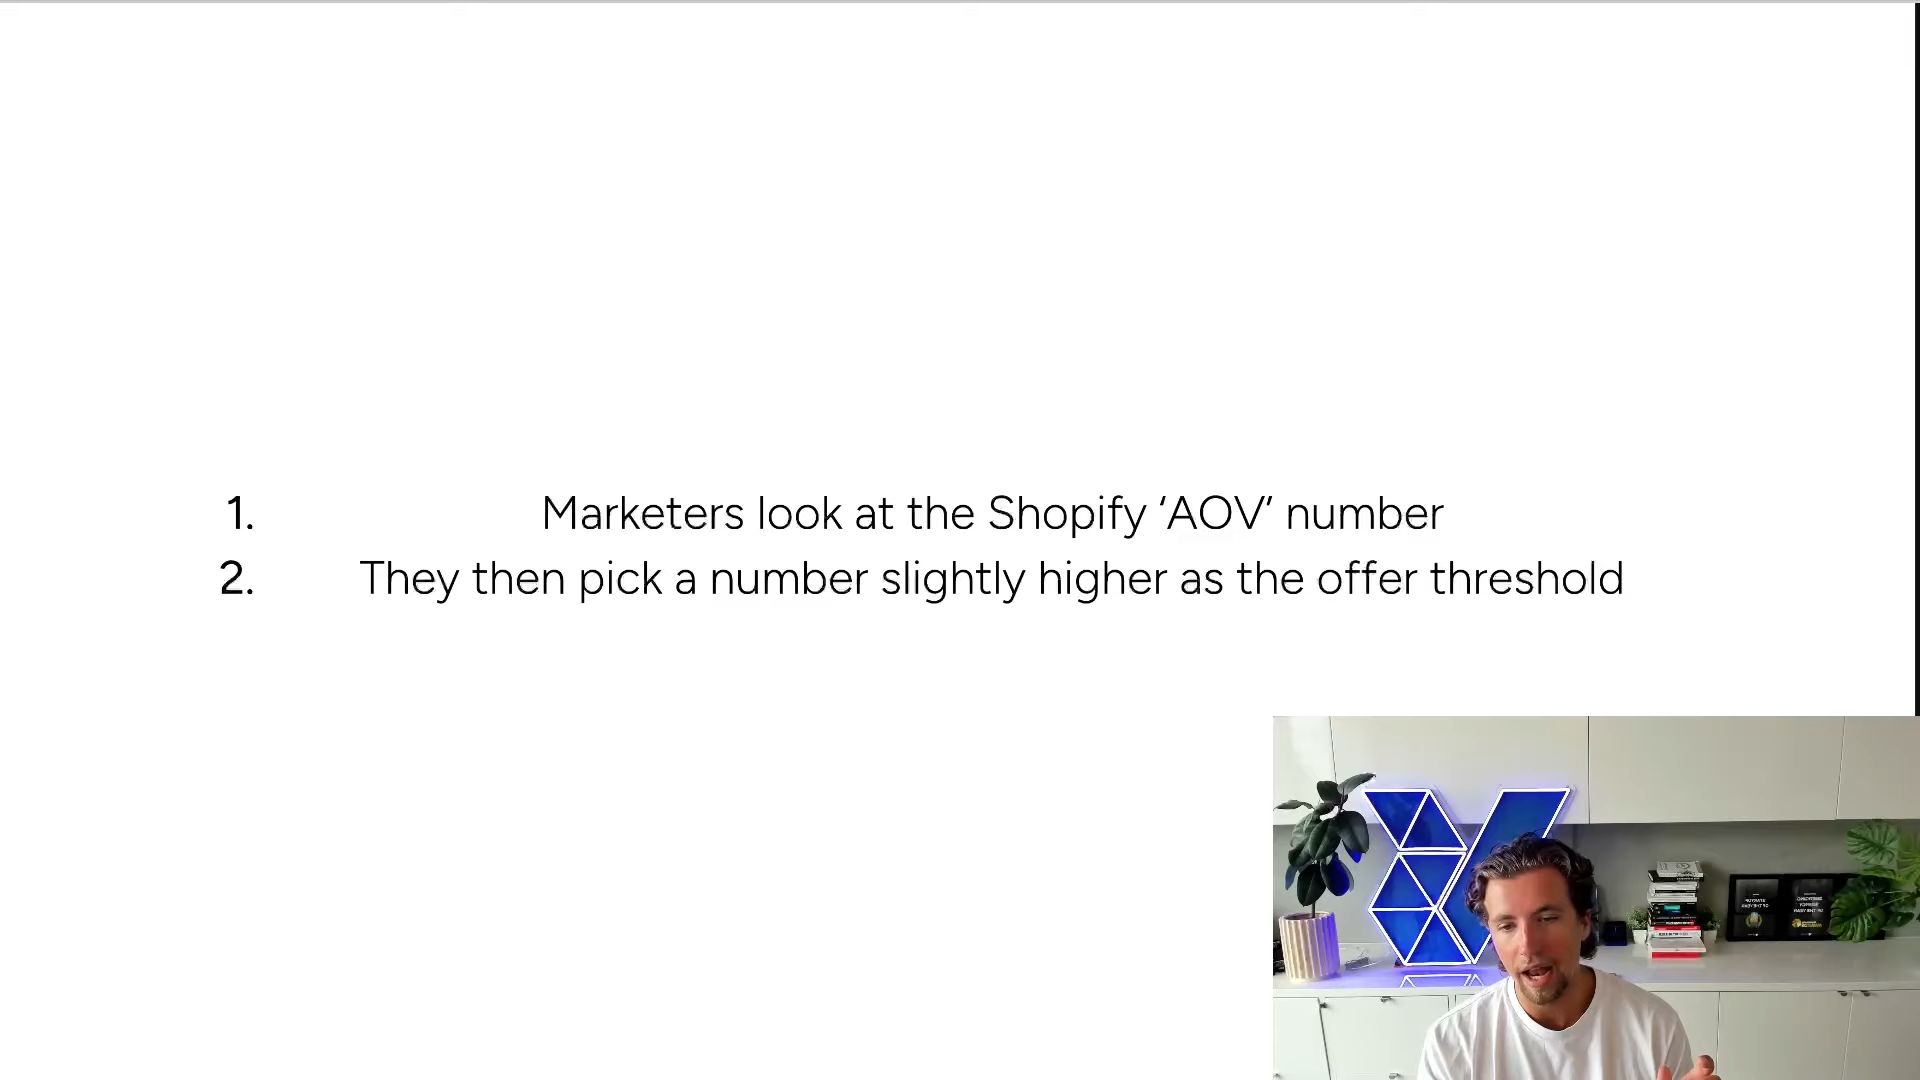 1. Marketers look at the Shopify ‘AOV’ number
2. They then pick a number slightly higher as the offer threshold